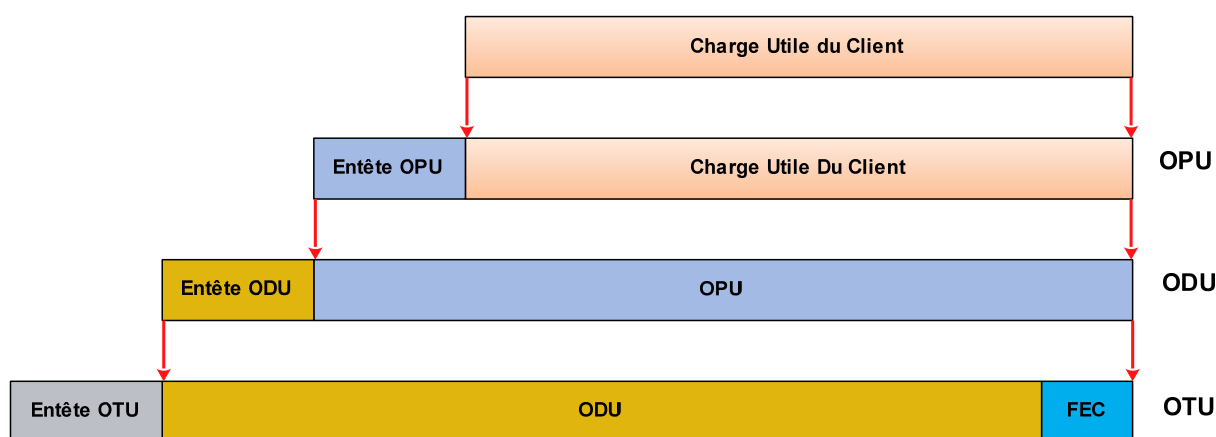 Charge Utile du Client
Entête OPU Charge Utile Du Client OPU
Entête ODU OPU ODU
Entête OTU ODU FEC OTU